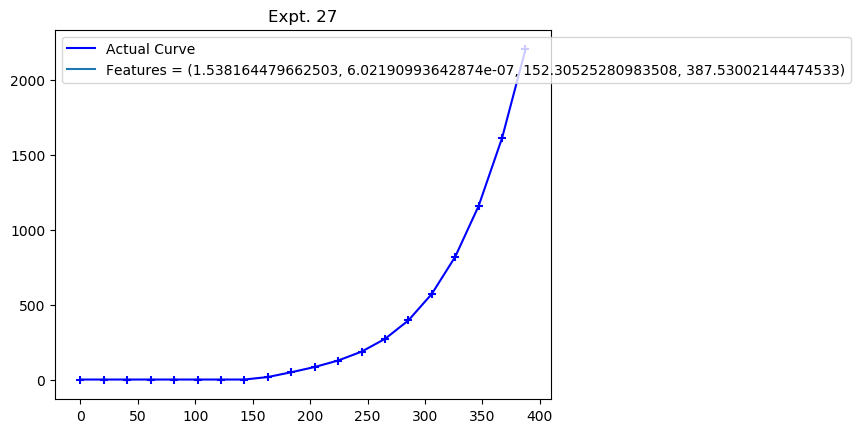 Expt. 27
Actual Curve
Features = (1.538164479662503, 6.02190993642874e-07, 152.30525280983508, 387.53002144474533)
2000
1500
1000
500
0
0 50 100 150 200 250 300 350 400